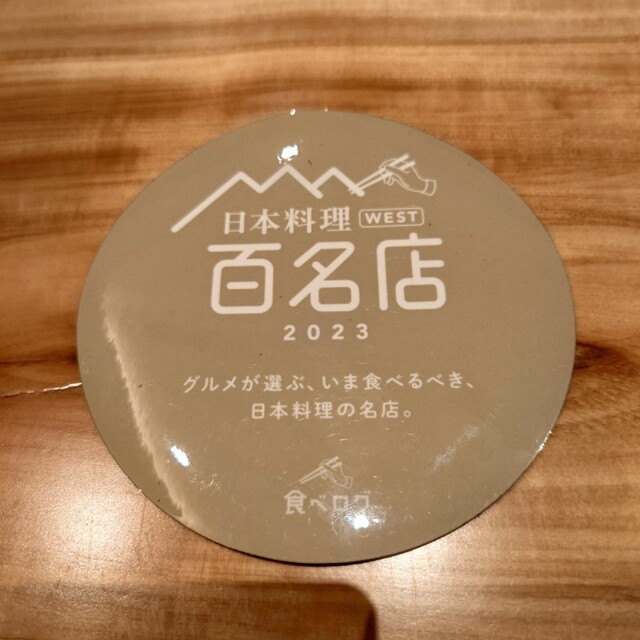 日本料理 WEST
百名店
2023
グルメが選ぶ、いま食べるべき、
日本料理の名店。
食べログ